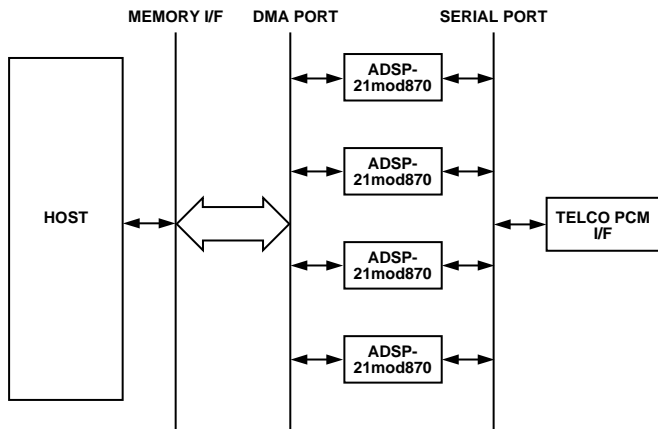 MEMORY I/F
DMA PORT
SERIAL PORT
ADSP-
21mod870
ADSP-
21mod870
HOST
TELCO PCM
I/F
ADSP-
21mod870
ADSP-
21mod870